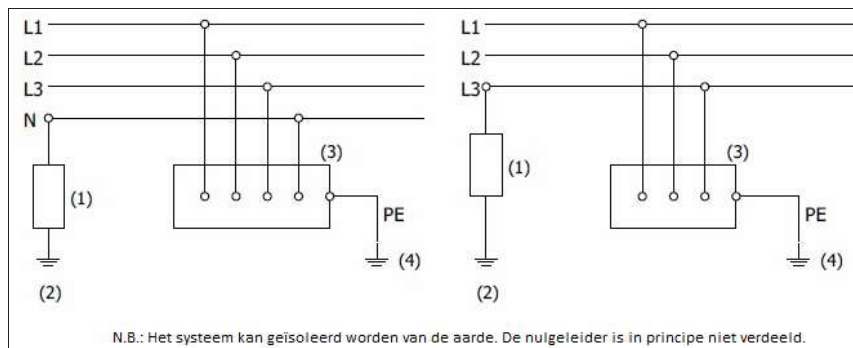 L1
L2
L3
N
(1)
(2)
(3)
PE
(4)
L1
L2
L3
(1)
(2)
(3)
PE
(4)
N.B.: Het systeem kan geïsoleerd worden van de aarde. De nulgeleider is in principe niet verdeeld.